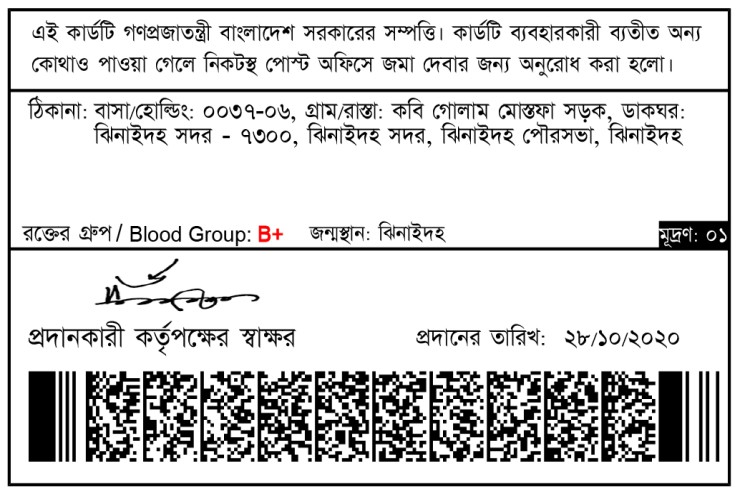 এই কার্ডটি গণপ্রজাতন্ত্রী বাংলাদেশ সরকারের সম্পত্তি। কার্ডটি ব্যবহারকারী ব্যতীত অন্য
কোথাও পাওয়া গেলে নিকটস্থ পোস্ট অফিসে জমা দেবার জন্য অনুরোধ করা হলো।
ঠিকানা: বাসা/হোল্ডিং: ০০৩৭-০৬, গ্রাম/রাস্তা: কবি গোলাম মোস্তফা সড়ক, ডাকঘর:
ঝিনাইদহ সদর - ৭৩০০, ঝিনাইদহ সদর, ঝিনাইদহ পৌরসভা, ঝিনাইদহ
রক্তের গ্রুপ / Blood Group: B+ জন্মস্থান: ঝিনাইদহ মূদ্রণ: ০১
প্রদানকারী কর্তৃপক্ষের স্বাক্ষর প্রদানের তারিখ: ২৮/১০/২০২০